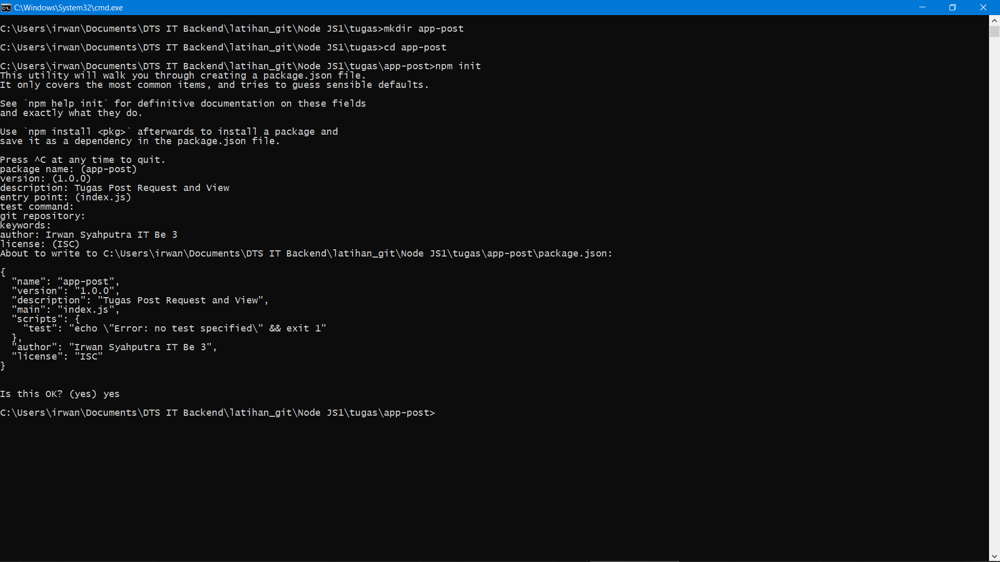 C:\Windows\System32\cmd.exe
C:\Users\irwan\Documents\DTS IT Backend\latihan_git\Node JS1\tugas>mkdir app-post
C:\Users\irwan\Documents\DTS IT Backend\latihan_git\Node JS1\tugas>cd app-post
C:\Users\irwan\Documents\DTS IT Backend\latihan_git\Node JS1\tugas\app-post>npm init
This utility will walk you through creating a package.json file.
It only covers the most common items, and tries to guess sensible defaults.
See `npm help init` for definitive documentation on these fields
and exactly what they do.
Use `npm install <pkg>` afterwards to install a package and
save it as a dependency in the package.json file.
Press ^C at any time to quit.
package name: (app-post)
version: (1.0.0)
description: Tugas Post Request and View
entry point: (index.js)
test command:
git repository:
keywords:
author: Irwan Syahputra IT Be 3
license: (ISC)
About to write to C:\Users\irwan\Documents\DTS IT Backend\latihan_git\Node JS1\tugas\app-post\package.json:
{
  "name": "app-post",
  "version": "1.0.0",
  "description": "Tugas Post Request and View",
  "main": "index.js",
  "scripts": {
    "test": "echo \"Error: no test specified\" && exit 1"
  },
  "author": "Irwan Syahputra IT Be 3",
  "license": "ISC"
}
Is this OK? (yes) yes
C:\Users\irwan\Documents\DTS IT Backend\latihan_git\Node JS1\tugas\app-post>